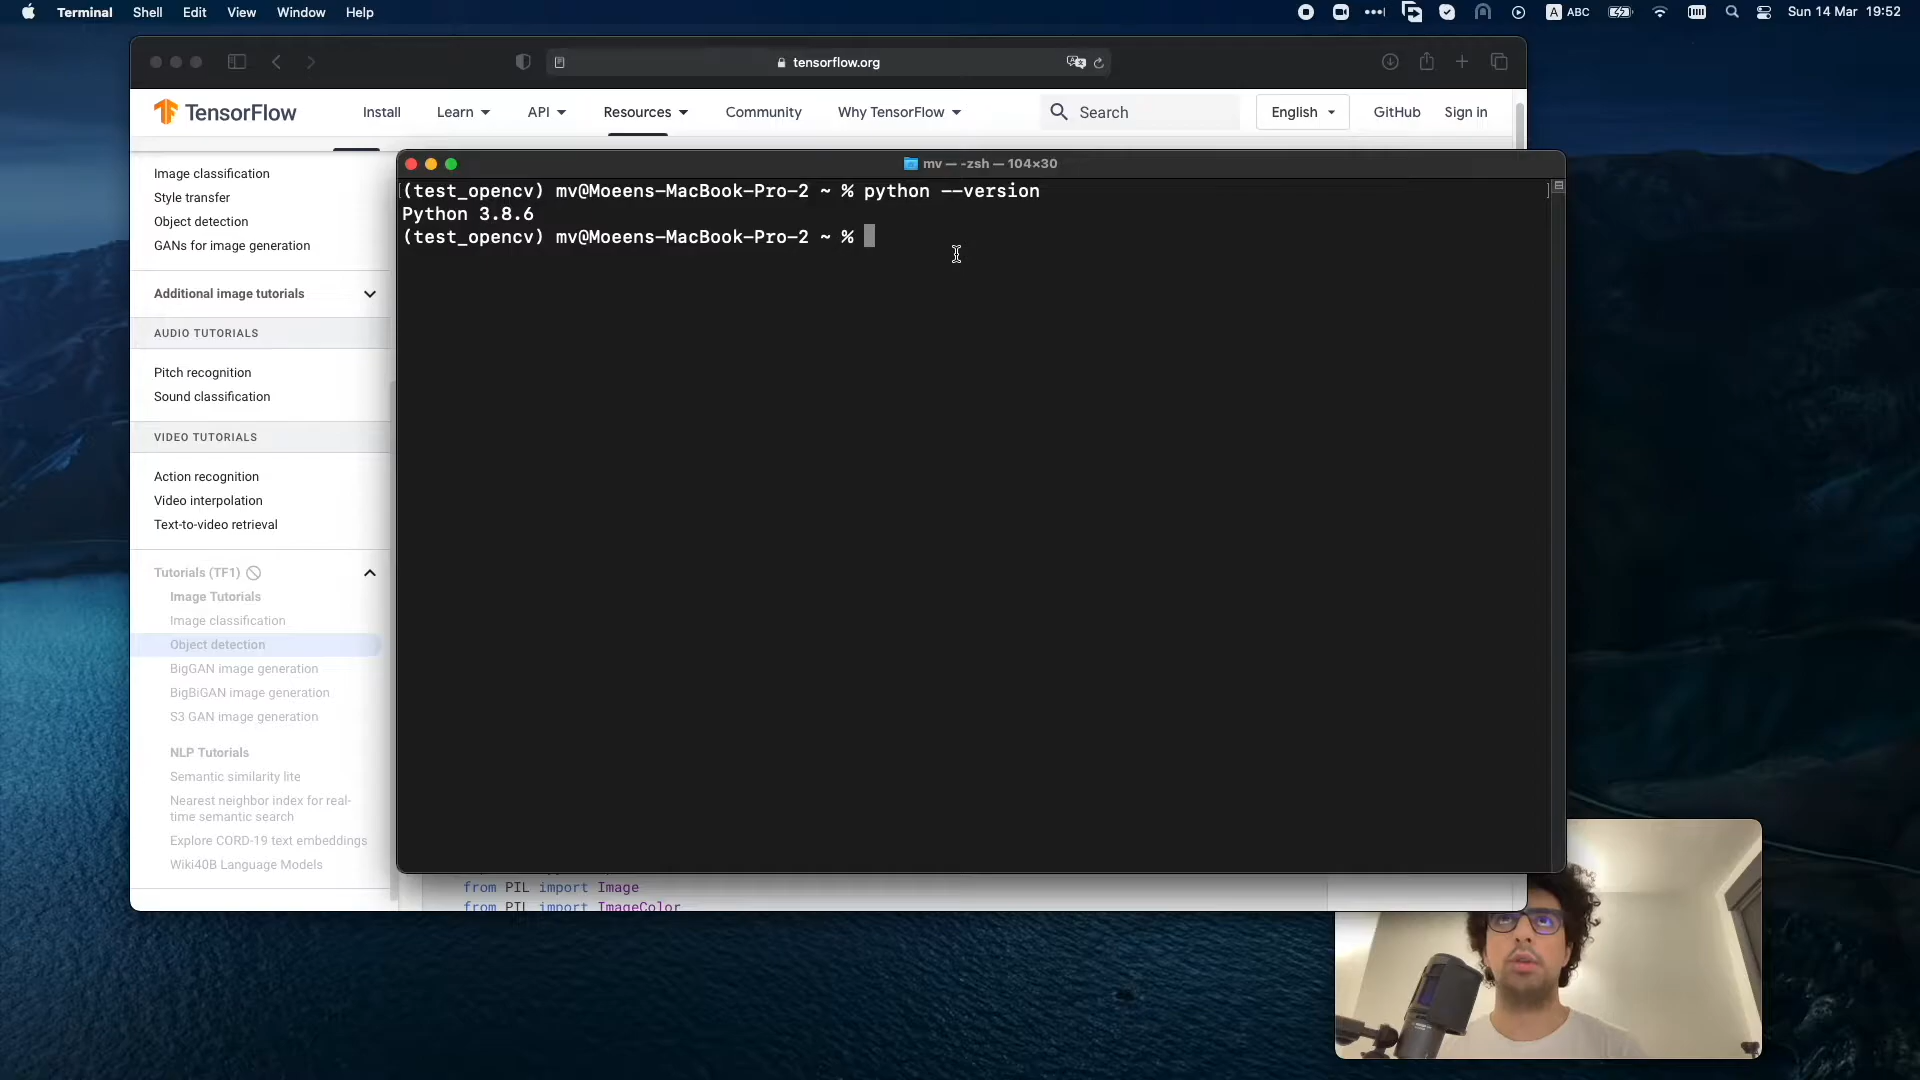 Terminal Shell Edit View Window Help
A ABC Sun 14 Mar 19:52
tensorflow.org
TensorFlow Install Learn API Resources Community Why TensorFlow Search English GitHub Sign in
mv — -zsh — 104×30
Image classification
Style transfer
Object detection
GANs for image generation
Additional image tutorials
AUDIO TUTORIALS
Pitch recognition
Sound classification
VIDEO TUTORIALS
Action recognition
Video interpolation
Text-to-video retrieval
Tutorials (TF1)
Image Tutorials
Image classification
Object detection
BigGAN image generation
BigBiGAN image generation
S3 GAN image generation
NLP Tutorials
Semantic similarity lite
Nearest neighbor index for real-
time semantic search
Explore CORD-19 text embeddings
Wiki40B Language Models
(test_opencv) mv@Moeens-MacBook-Pro-2 ~ % python --version
Python 3.8.6
(test_opencv) mv@Moeens-MacBook-Pro-2 ~ %
from PIL import Image
from PIL import ImageColor